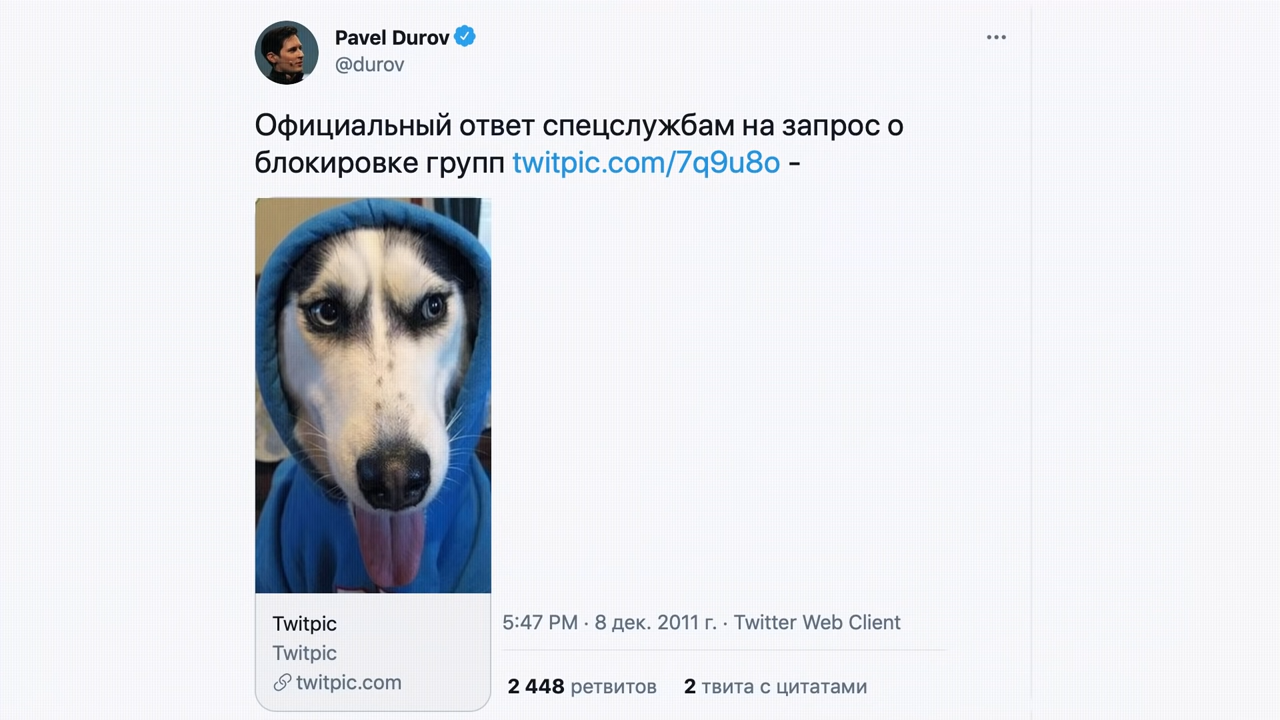 Pavel Durov
@durov
Официальный ответ спецслужбам на запрос о
блокировке групп twitpic.com/7q9u8o -
Twitpic
Twitpic
twitpic.com
5:47 PM · 8 дек. 2011 г. · Twitter Web Client
2 448 ретвитов 2 твита с цитатами